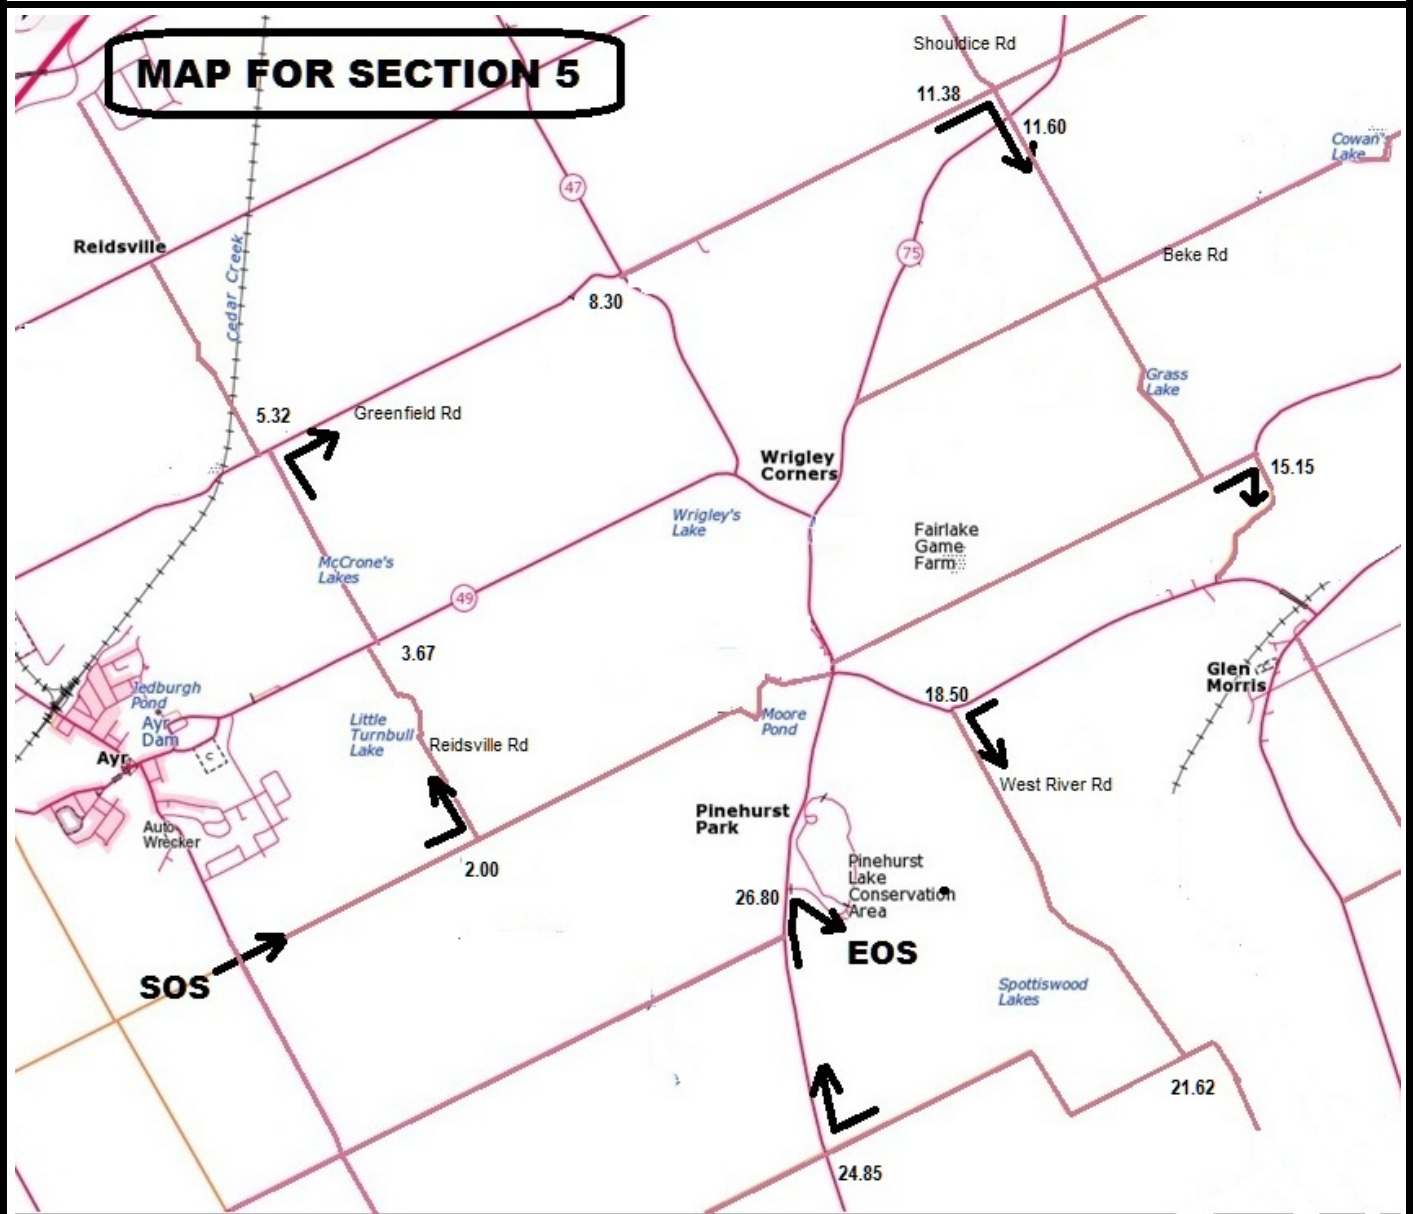 MAP FOR SECTION 5
Shouldice Rd
11.38
11.60
Cowan's
Lake
47
Reidsville
Cedar Creek
75
Beke Rd
8.30
Grass
Lake
5.32
Greenfield Rd
Wrigley
Corners
15.15
Wrigley's
Lake
Fairlake
Game
Farm
McCrone's
Lakes
49
3.67
Glen
Morris
Jedburgh
Pond
Ayr
Dam
18.50
Little
Turnbull
Lake
Moore
Pond
Reidsville Rd
Ayr
C
West River Rd
Pinehurst
Park
Auto
Wrecker
2.00
Pinehurst
Lake
Conservation
Area
26.80
EOS
SOS
Spottiswood
Lakes
21.62
24.85